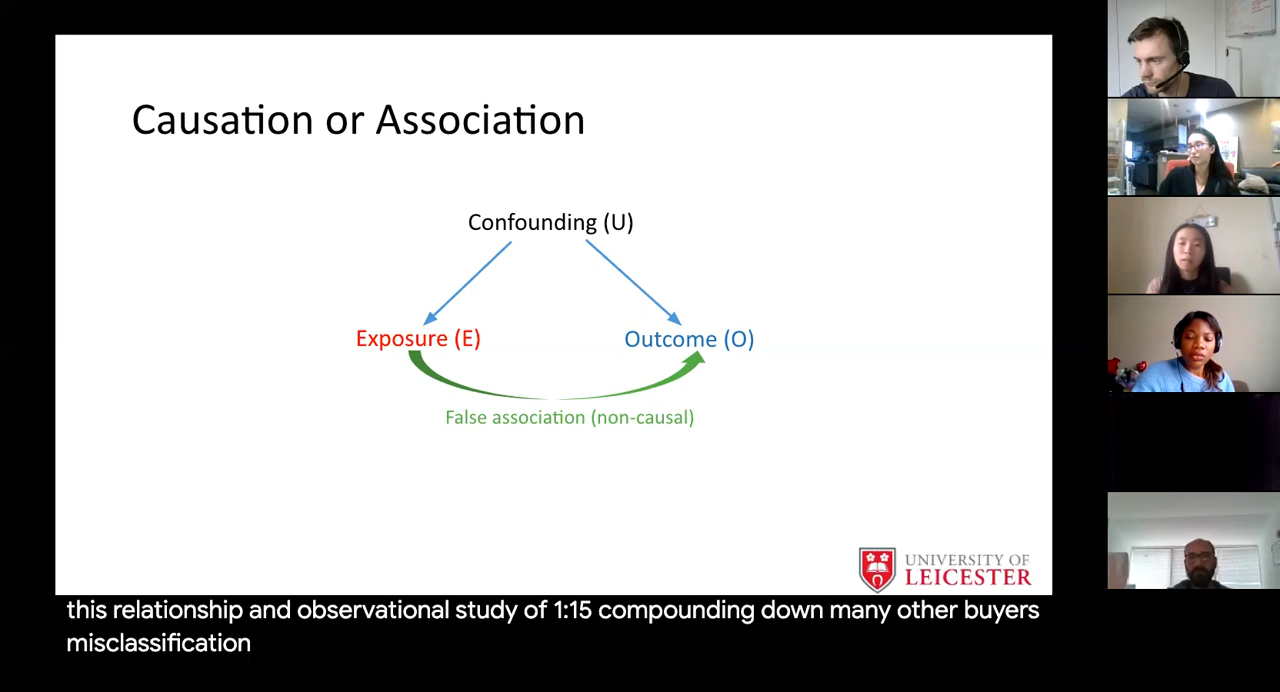 Causation or Association
Confounding (U)
Exposure (E)
Outcome (O)
False association (non-causal)
UNIVERSITY OF
LEICESTER
this relationship and observational study of 1:15 compounding down many other buyers
misclassification